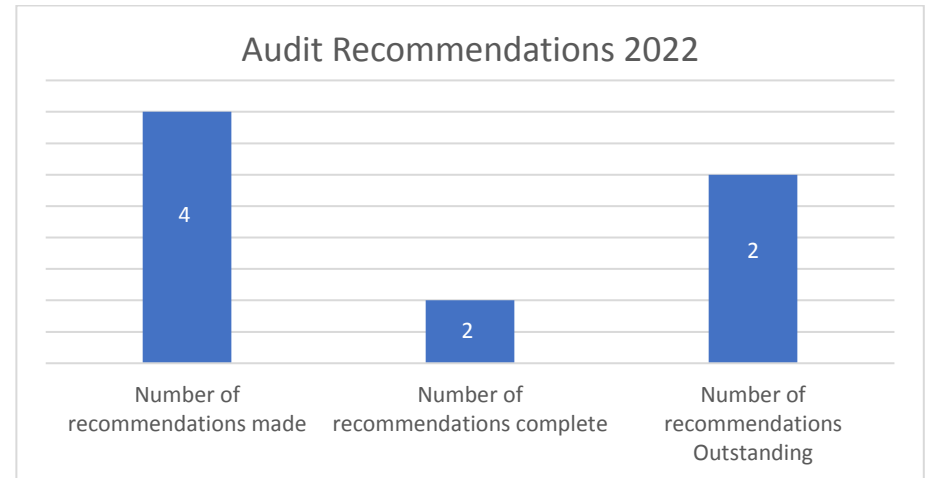 Audit Recommendations 2022
4
2
2
Number of
recommendations made
Number of
recommendations complete
Number of
recommendations
Outstanding